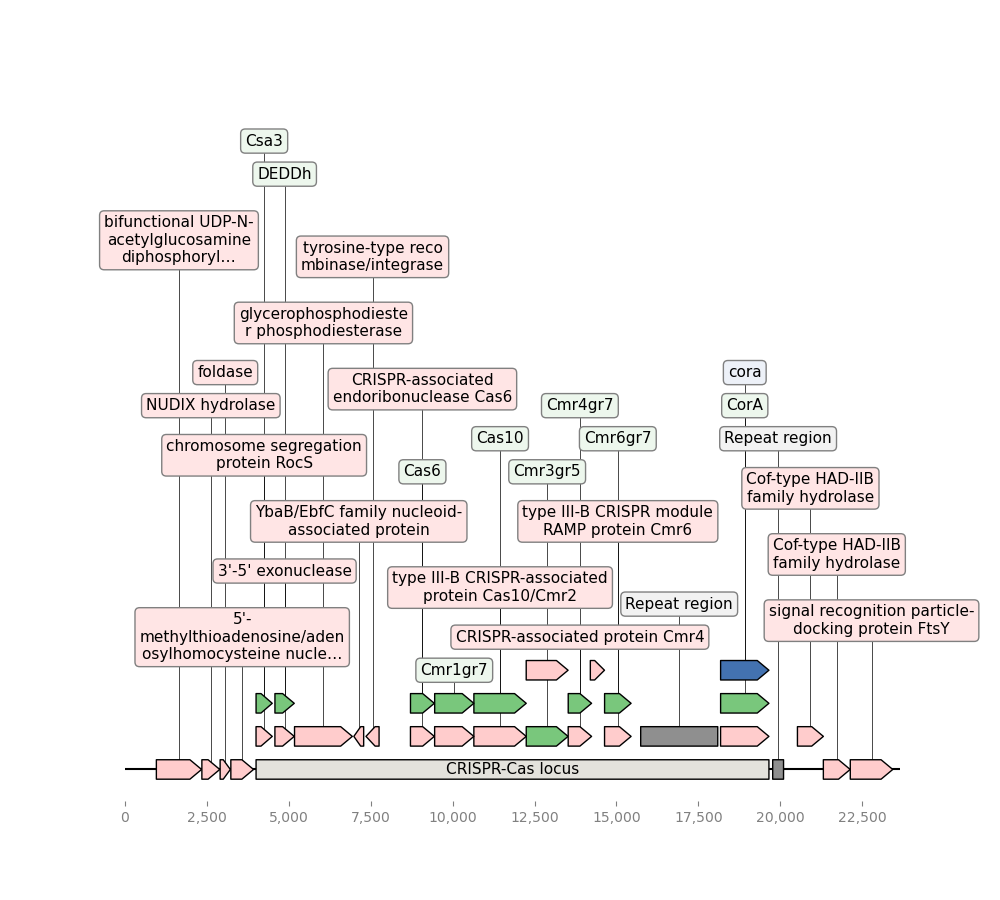 Csa3
DEDDh
bifunctional UDP-N-
acetylglucosamine
diphosphoryl...
tyrosine-type reco
mbinase/integrase
glycerophosphodieste
r phosphodiesterase
foldase
CRISPR-associated
endoribonuclease Cas6
cora
NUDIX hydrolase
Cmr4gr7
CorA
chromosome segregation
protein RocS
Cas10
Cmr6gr7
Repeat region
Cas6
Cmr3gr5
Cof-type HAD-IIB
family hydrolase
YbaB/EbfC family nucleoid-
associated protein
type III-B CRISPR module
RAMP protein Cmr6
Cof-type HAD-IIB
family hydrolase
3'-5' exonuclease
type III-B CRISPR-associated
protein Cas10/Cmr2
Repeat region
signal recognition particle-
docking protein FtsY
5'-
methylthioadenosine/aden
osylhomocysteine nucle...
CRISPR-associated protein Cmr4
Cmr1gr7
CRISPR-Cas locus
0 2,500 5,000 7,500 10,000 12,500 15,000 17,500 20,000 22,500